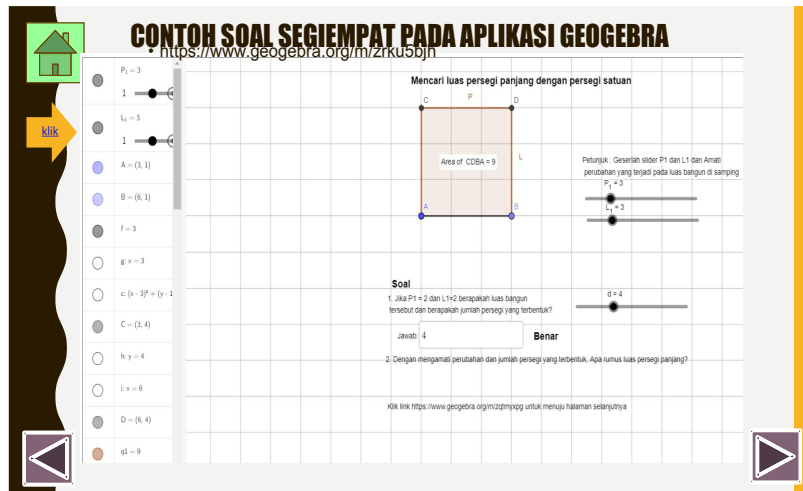 CONTOH SOAL SEGIEMPAT PADA APLIKASI GEOGEBRA
• https://www.geogebra.org/m/zrku5bjh
klik
P₁ = 3
1
L₁ = 3
1
A = (3, 1)
B = (6, 1)
f = 3
g: x = 3
c: (x - 3)² + (y - 1
C = (3, 4)
h: y = 4
i: x = 6
D = (6, 4)
q1 = 9
Mencari luas persegi panjang dengan persegi satuan
C
P
D
Area of CDBA = 9
L
A
B
Petunjuk : Geserlah slider P1 dan L1 dan Amati
perubahan yang terjadi pada luas bangun di samping
P₁ = 3
L₁ = 3
Soal
1. Jika P1 = 2 dan L1=2 berapakah luas bangun
tersebut dan berapakah jumlah persegi yang terbentuk?
d = 4
Jawab: 4
Benar
2. Dengan mengamati perubahan dan jumlah persegi yang terbentuk, Apa rumus luas persegi panjang?
Klik link https://www.geogebra.org/m/zqtmyxpg untuk menuju halaman selanjutnya